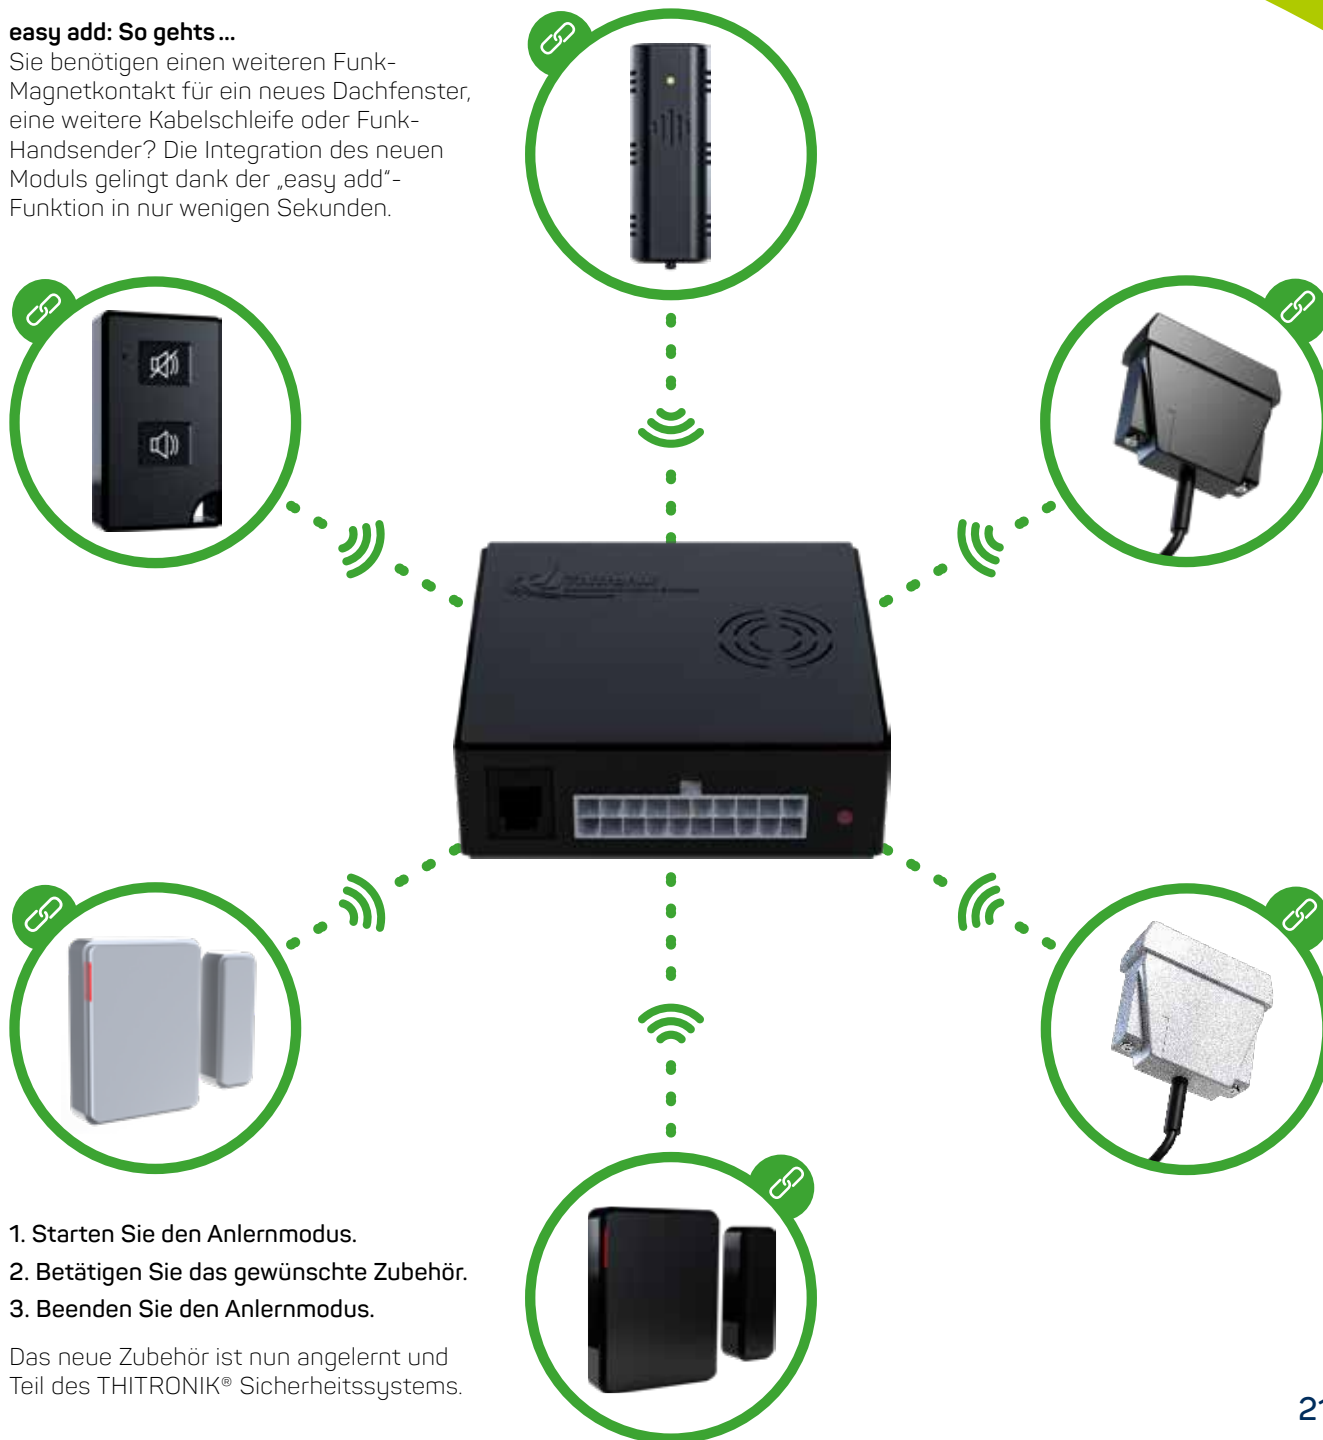 easy add: So gehts ...
Sie benötigen einen weiteren Funk-
Magnetkontakt für ein neues Dachfenster,
eine weitere Kabelschleife oder Funk-
Handsender? Die Integration des neuen
Moduls gelingt dank der „easy add“-
Funktion in nur wenigen Sekunden.
1. Starten Sie den Anlernmodus.
2. Betätigen Sie das gewünschte Zubehör.
3. Beenden Sie den Anlernmodus.
Das neue Zubehör ist nun angelernt und
Teil des THITRONIK® Sicherheitssystems.
21